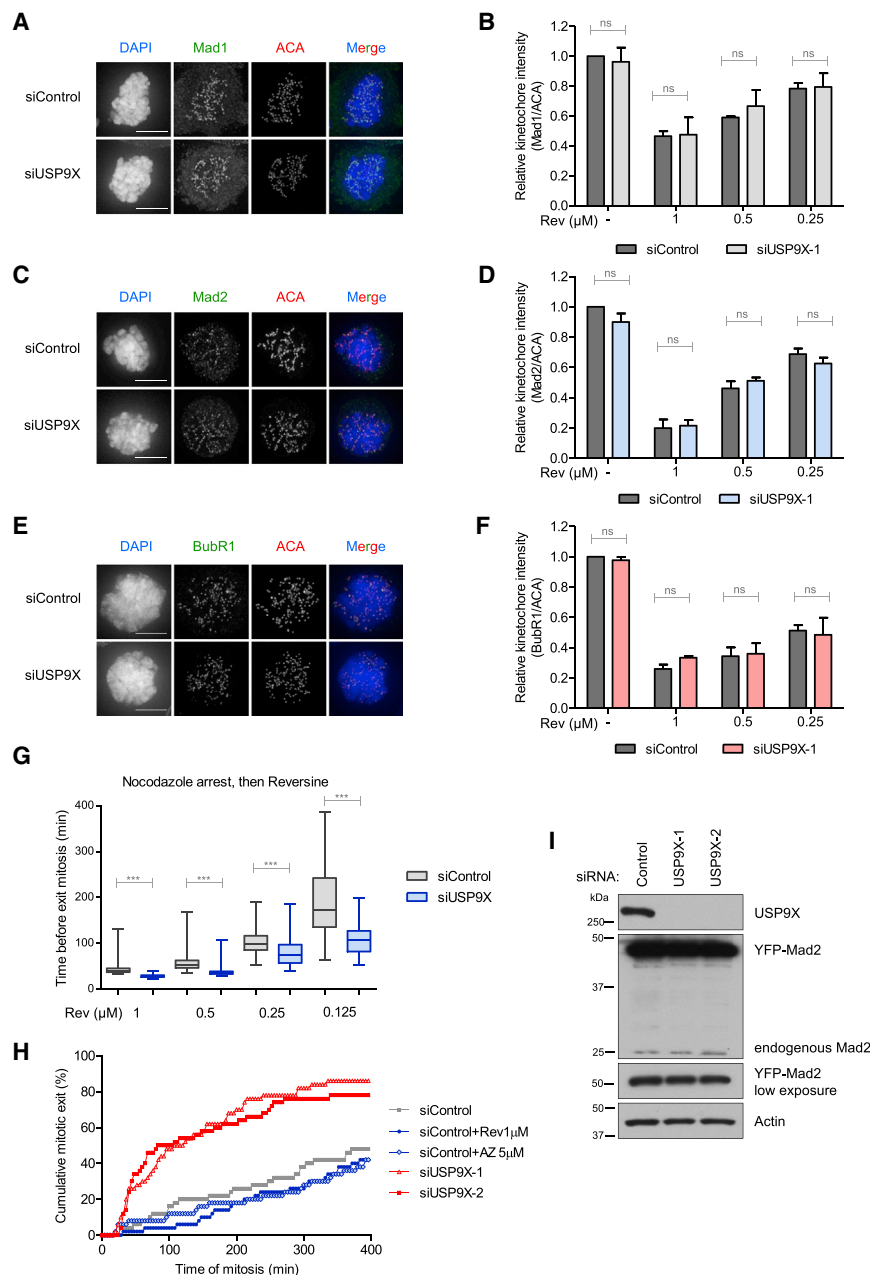 A
DAPI Mad1 ACA Merge
siControl
siUSP9X
B
Relative kinetochore intensity
(Mad1/ACA)
1.2
1.0
0.8
0.6
0.4
0.2
0.0
ns ns ns ns
Rev (µM) - 1 0.5 0.25
siControl siUSP9X-1
C
DAPI Mad2 ACA Merge
siControl
siUSP9X
D
Relative kinetochore intensity
(Mad2/ACA)
1.2
1.0
0.8
0.6
0.4
0.2
0.0
ns ns ns ns
Rev (µM) - 1 0.5 0.25
siControl siUSP9X-1
E
DAPI BubR1 ACA Merge
siControl
siUSP9X
F
Relative kinetochore intensity
(BubR1/ACA)
1.2
1.0
0.8
0.6
0.4
0.2
0.0
ns ns ns ns
Rev (µM) - 1 0.5 0.25
siControl siUSP9X-1
G
Nocodazole arrest, then Reversine
Time before exit mitosis (min)
400
300
200
100
0
*** *** *** ***
Rev (µM) 1 0.5 0.25 0.125
siControl
siUSP9X
H
Cumulative mitotic exit (%)
100
80
60
40
20
0
0 100 200 300 400
Time of mitosis (min)
siControl
siControl+Rev1µM
siControl+AZ 5µM
siUSP9X-1
siUSP9X-2
I
siRNA: Control USP9X-1 USP9X-2
kDa
250
USP9X
50
YFP-Mad2
37
25
endogenous Mad2
50
YFP-Mad2
low exposure
50
Actin
37